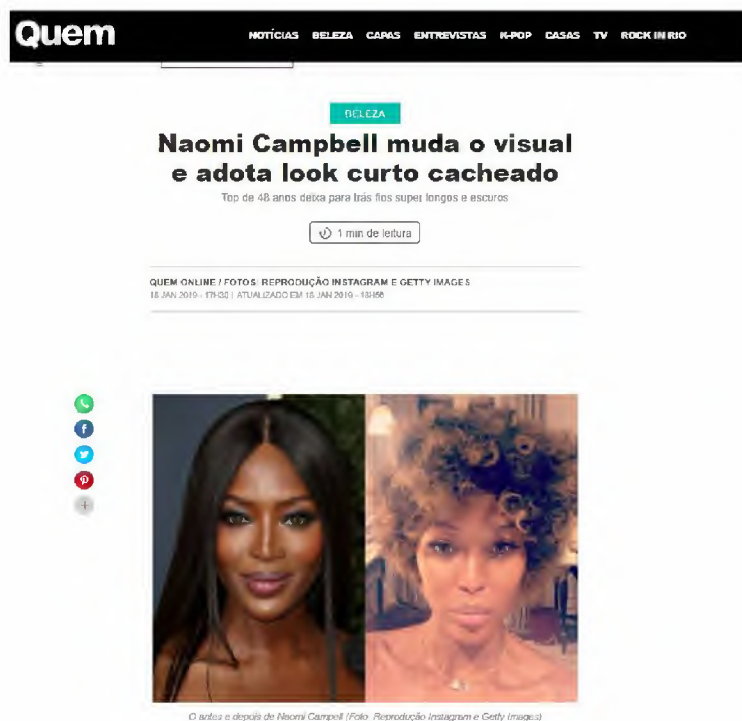 Quem
NOTÍCIAS BELEZA CAPAS ENTREVISTAS K-POP CASAS TV ROCK IN RIO
BELEZA
Naomi Campbell muda o visual
e adota look curto cacheado
Top de 48 anos deixa para trás fios super longos e escuros
1 min de leitura
QUEM ONLINE / FOTOS: REPRODUÇÃO INSTAGRAM E GETTY IMAGES
18 JAN 2019 - 17H30 | ATUALIZADO EM 18 JAN 2019 - 18H56
O antes e depois de Naomi Campell (Foto: Reprodução Instagram e Getty Images)